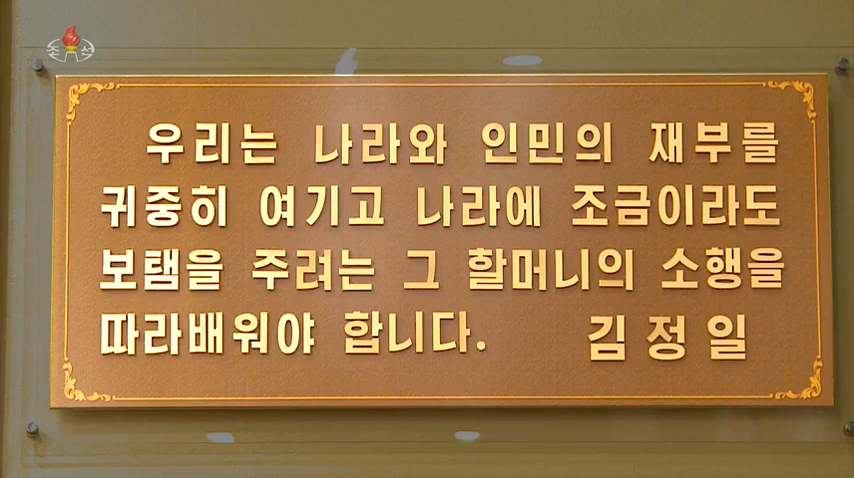 조선
우리는 나라와 인민의 재부를
귀중히 여기고 나라에 조금이라도
보탬을 주려는 그 할머니의 소행을
따라배워야 합니다. 김정일